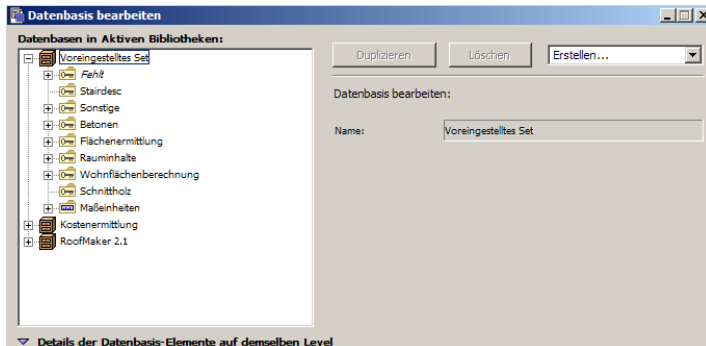 Datenbasis bearbeiten
Datenbasen in Aktiven Bibliotheken:
Voreingestelltes Set
Fehlt
Stairdesc
Sonstige
Betonen
Flächenermittlung
Rauminhalte
Wohnflächenberechnung
Schnittholz
Maßeinheiten
Kostenermittlung
RoofMaker 2.1
Duplizieren Löschen Erstellen...
Datenbasis bearbeiten:
Name: Voreingestelltes Set
Details der Datenbasis-Elemente auf demselben Level